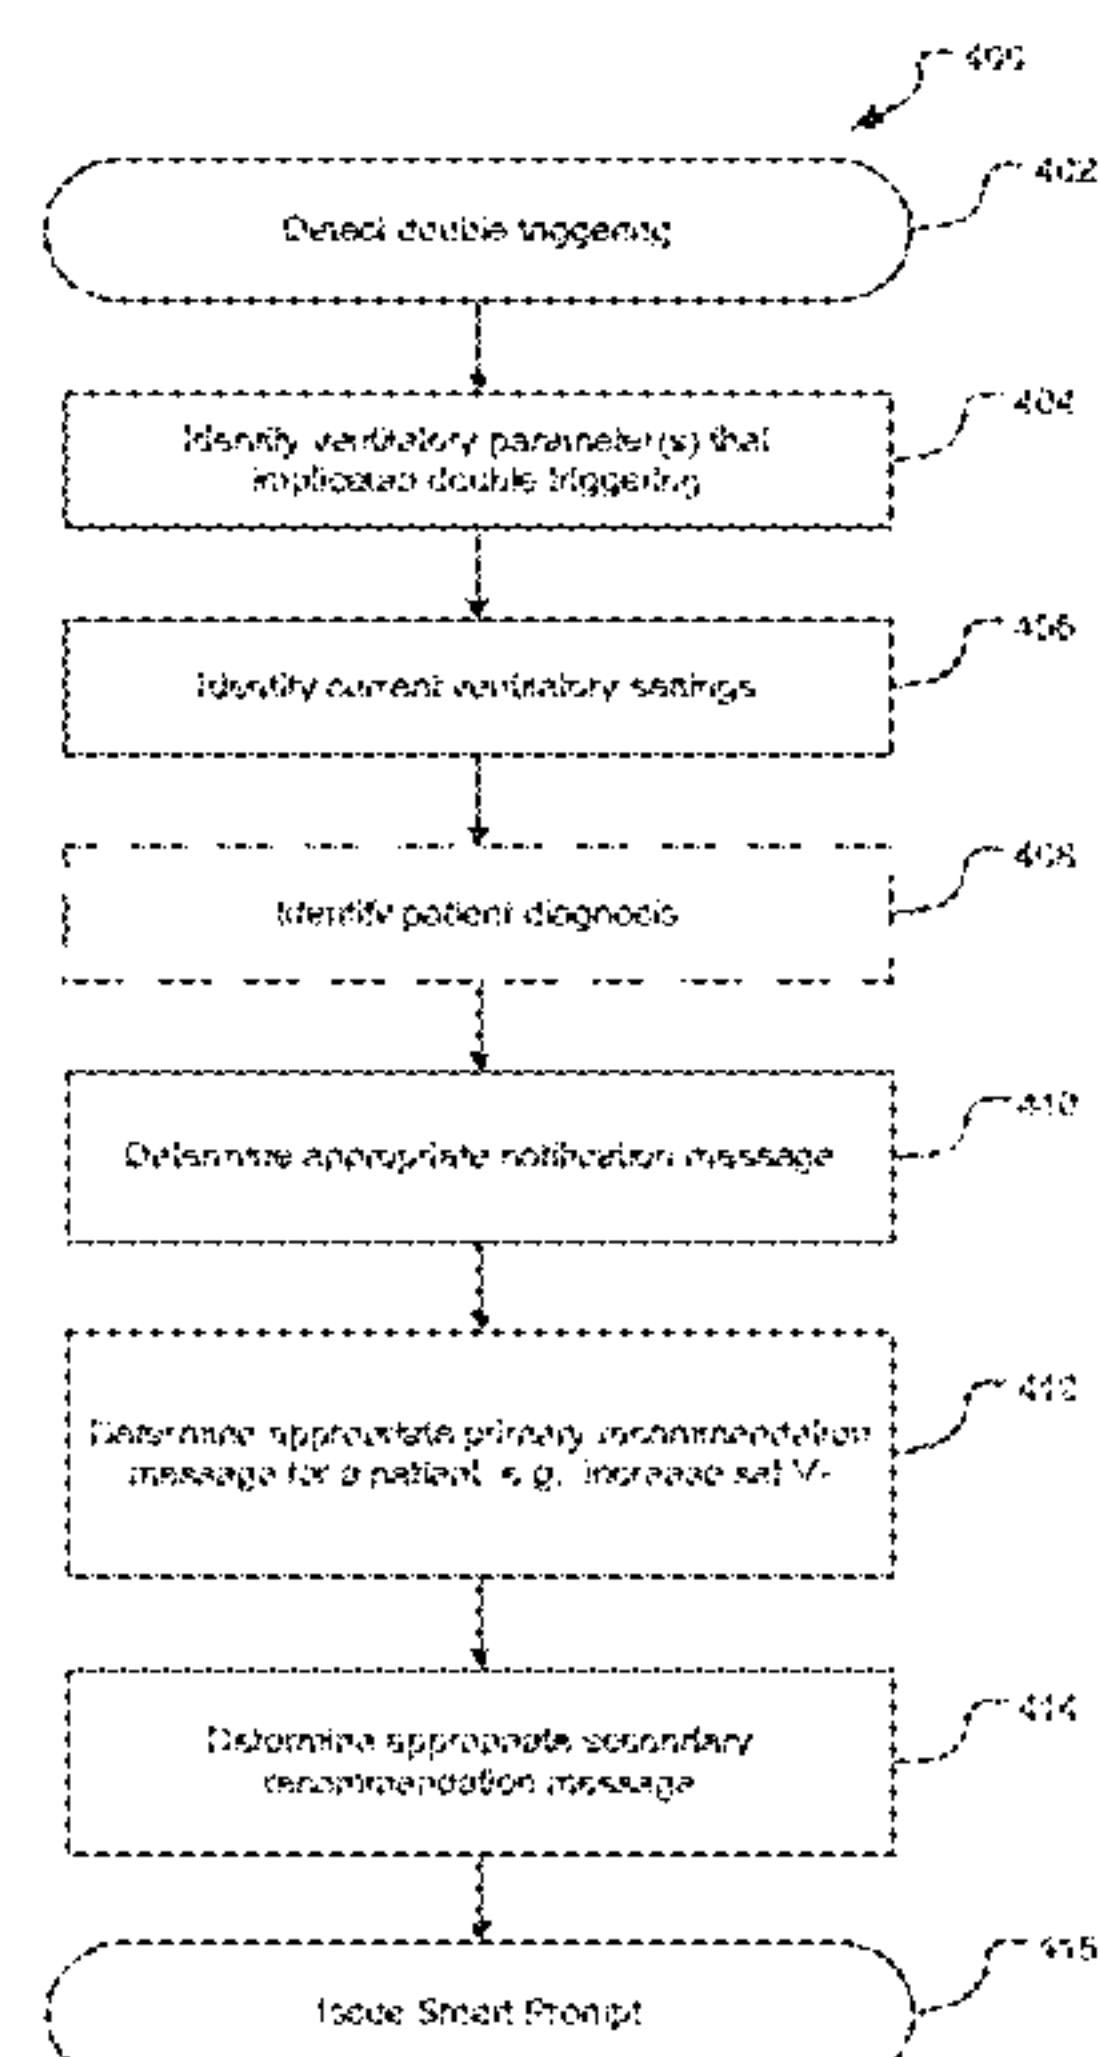 400
402
Detect double triggering
404
Identify ventilatory parameter(s) that
implicated double triggering
406
Identify current ventilatory settings
408
Identify patient diagnosis
410
Determine appropriate notification message
412
Determine appropriate primary recommendation
message for a patient, e.g., increase set
414
Determine appropriate secondary
recommendation message
416
Issue Smart Prompt